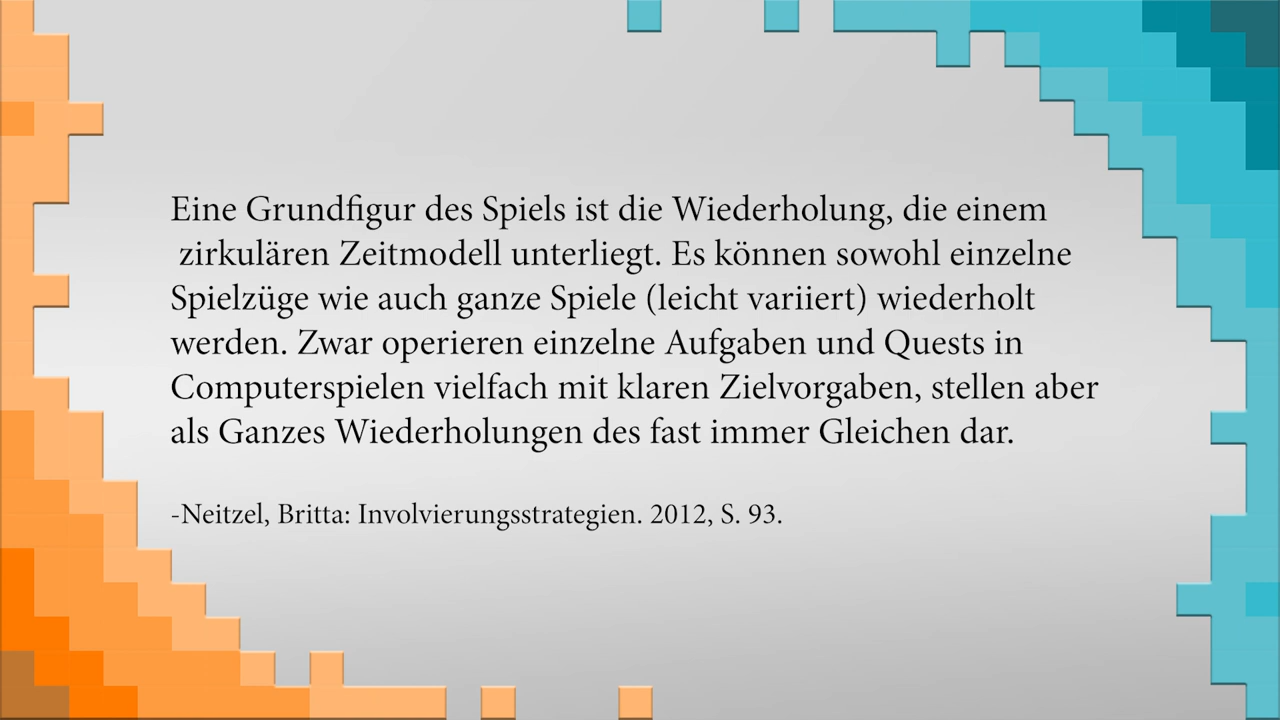 Eine Grundfigur des Spiels ist die Wiederholung, die einem
zirkulären Zeitmodell unterliegt. Es können sowohl einzelne
Spielzüge wie auch ganze Spiele (leicht variiert) wiederholt
werden. Zwar operieren einzelne Aufgaben und Quests in
Computerspielen vielfach mit klaren Zielvorgaben, stellen aber
als Ganzes Wiederholungen des fast immer Gleichen dar.
-Neitzel, Britta: Involvierungsstrategien. 2012, S. 93.